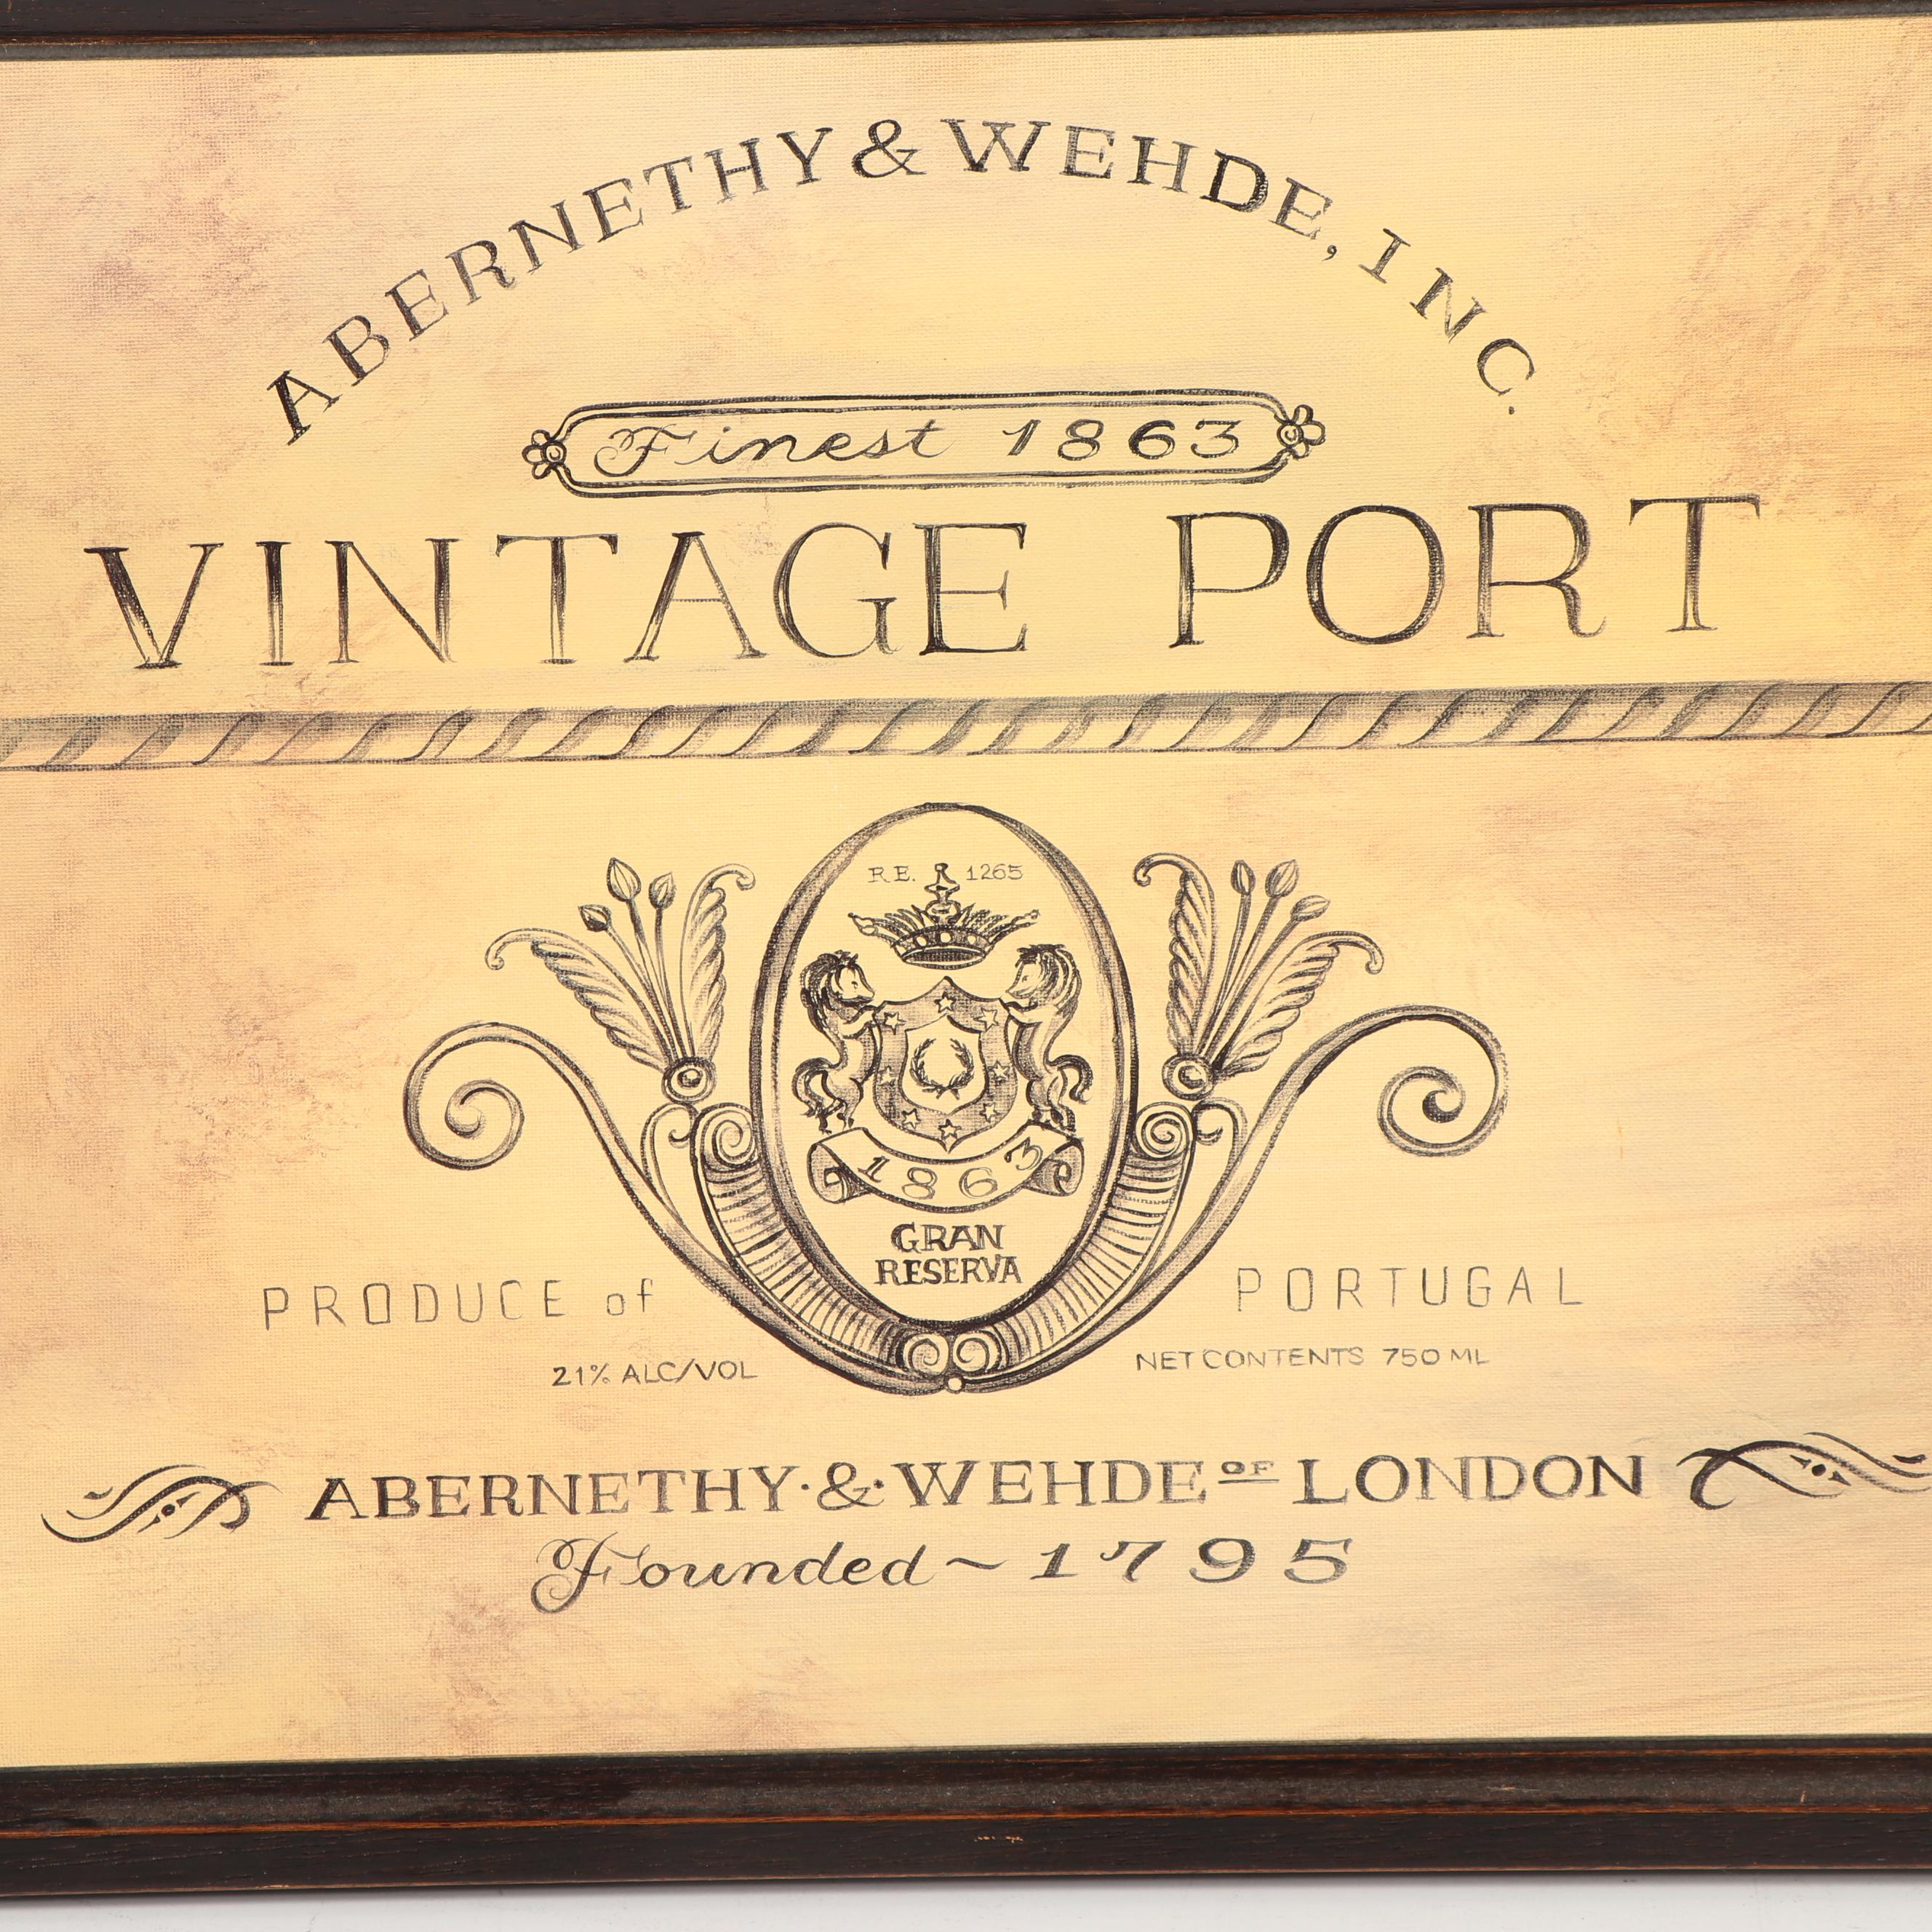 ABERNETHY & WEHDE, INC.
Finest 1863
VINTAGE PORT
R.E. 1265
1863
GRAN
RESERVA
PRODUCE of PORTUGAL
21% ALC/VOL NET CONTENTS 750 ML
ABERNETHY·&·WEHDE OF LONDON
Founded ~ 1795